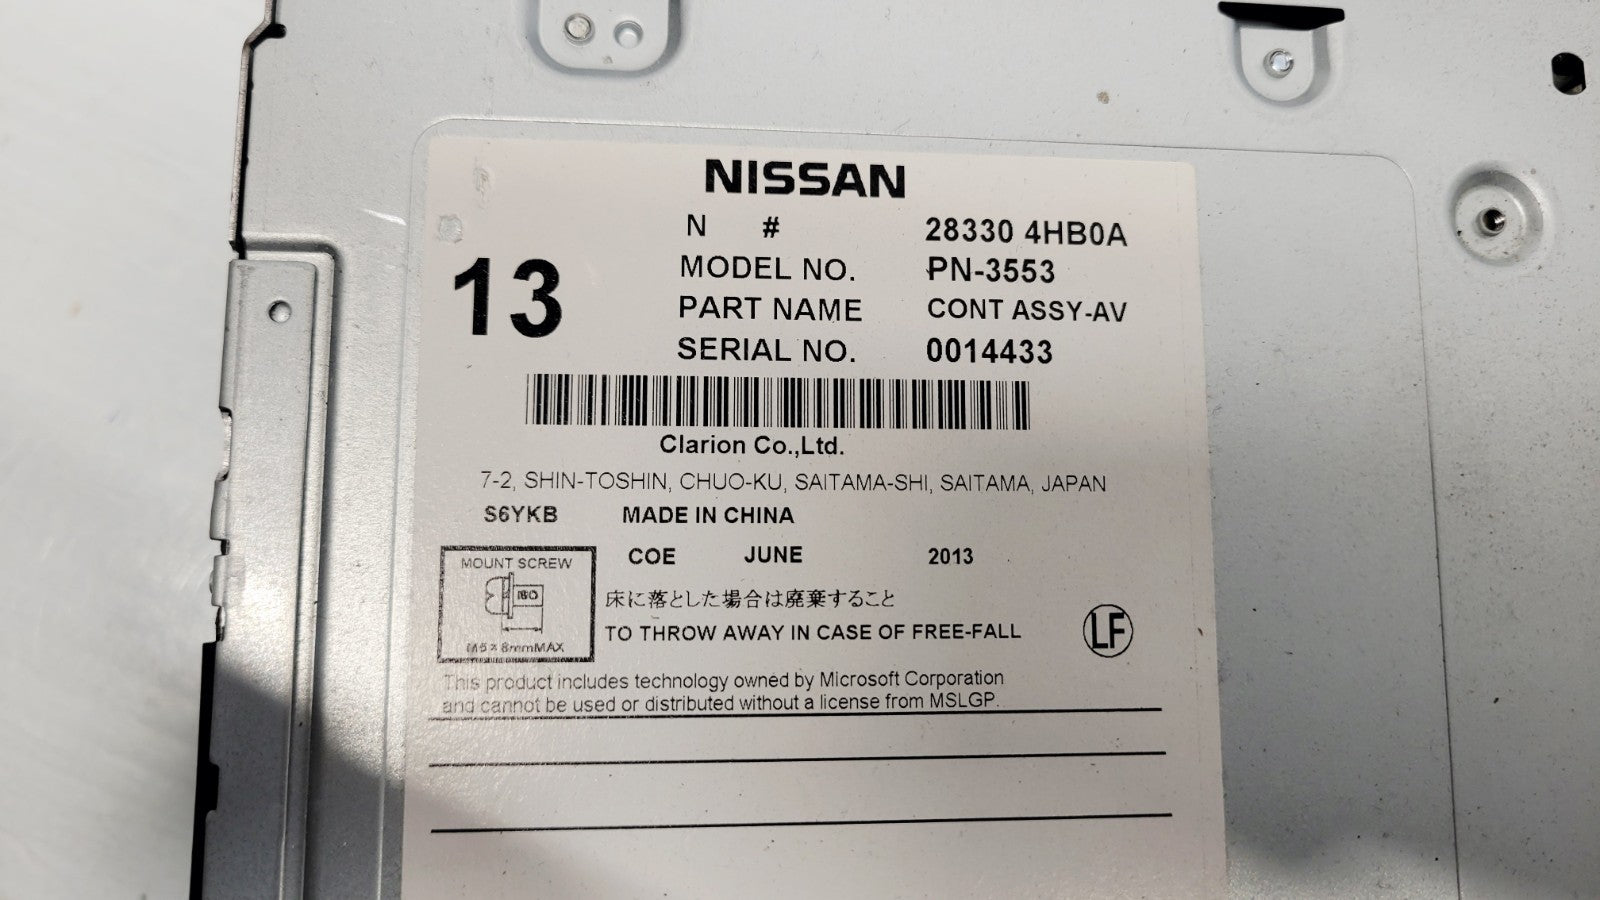 NISSAN
N # 28330 4HB0A
13
MODEL NO. PN-3553
PART NAME CONT ASSY-AV
SERIAL NO. 0014433
Clarion Co.,Ltd.
7-2, SHIN-TOSHIN, CHUO-KU, SAITAMA-SHI, SAITAMA, JAPAN
S6YKB MADE IN CHINA
COE JUNE 2013
MOUNT SCREW
ISO
M5×8mmMAX
床に落とした場合は廃棄すること
TO THROW AWAY IN CASE OF FREE-FALL
LF
This product includes technology owned by Microsoft Corporation
and cannot be used or distributed without a license from MSLGP.